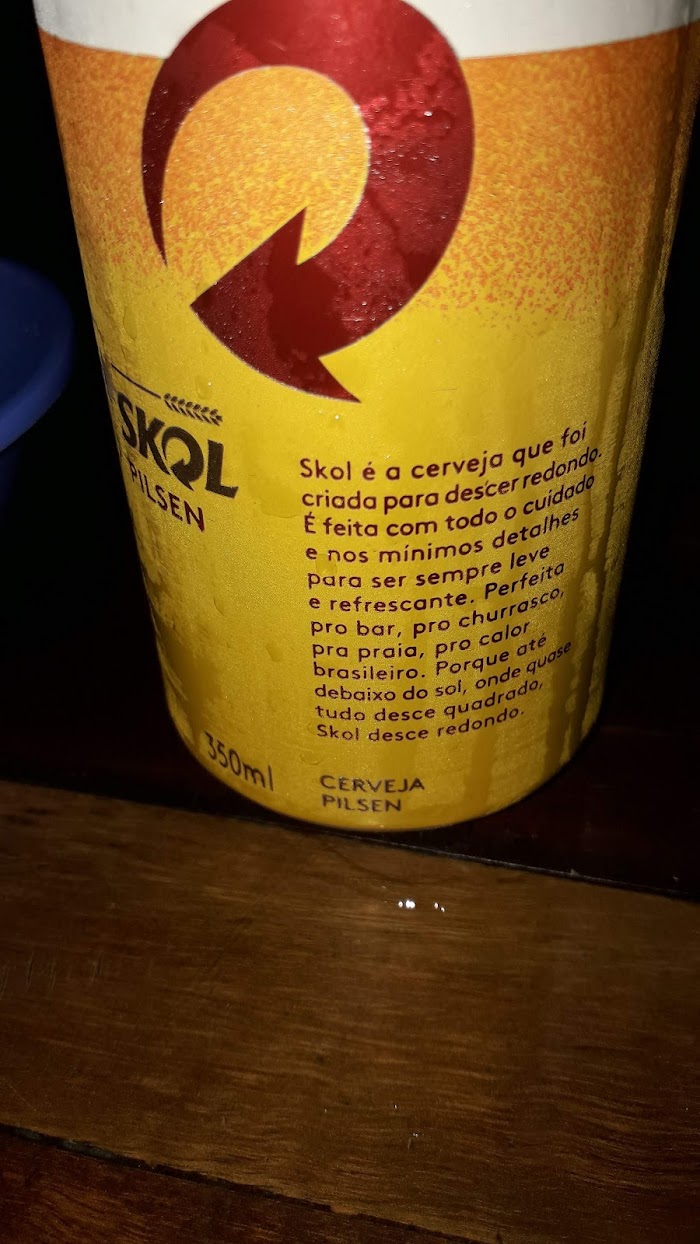 SKOL
PILSEN
Skol é a cerveja que foi
criada para descer redondo.
É feita com todo o cuidado
e nos mínimos detalhes
para ser sempre leve
e refrescante. Perfeita
pro bar, pro churrasco,
pra praia, pro calor
brasileiro. Porque até
debaixo do sol, onde quase
tudo desce quadrado,
Skol desce redondo.
350ml
CERVEJA
PILSEN